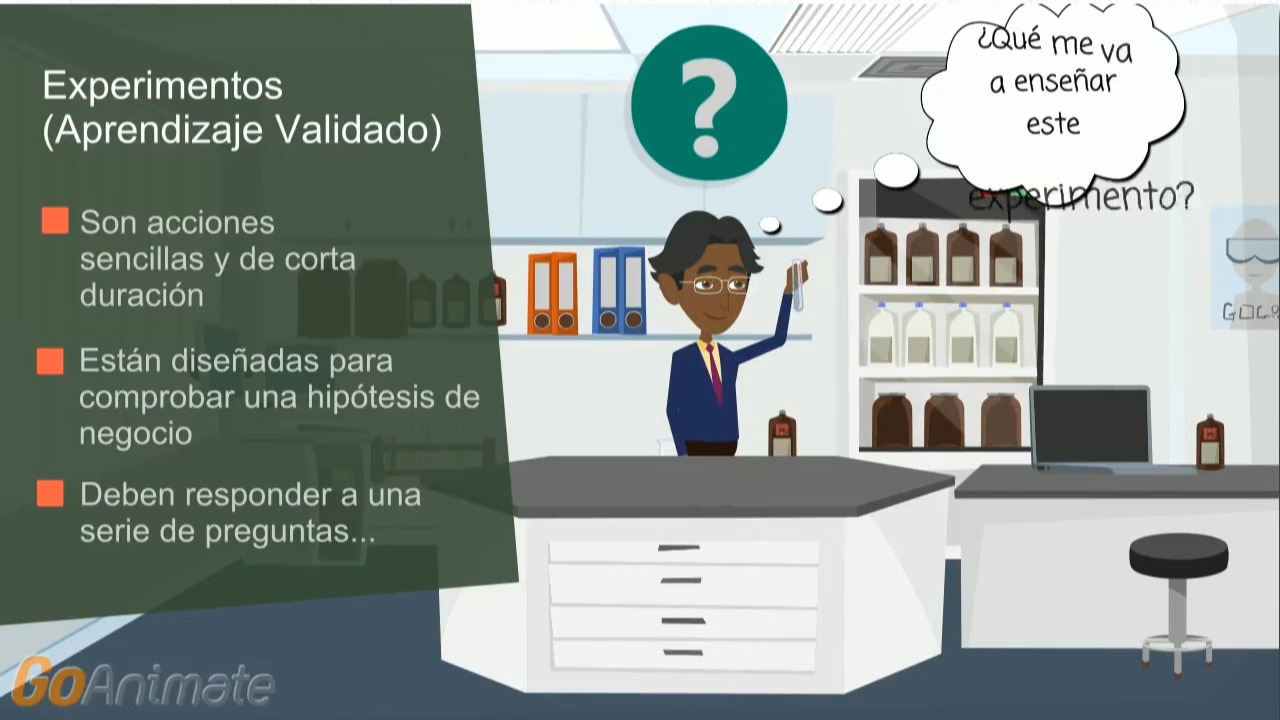 Experimentos
(Aprendizaje Validado)
Son acciones
sencillas y de corta
duración
Están diseñadas para
comprobar una hipótesis de
negocio
Deben responder a una
serie de preguntas...
?
¿Qué me va
a enseñar
este
experimento?
GoAnimate